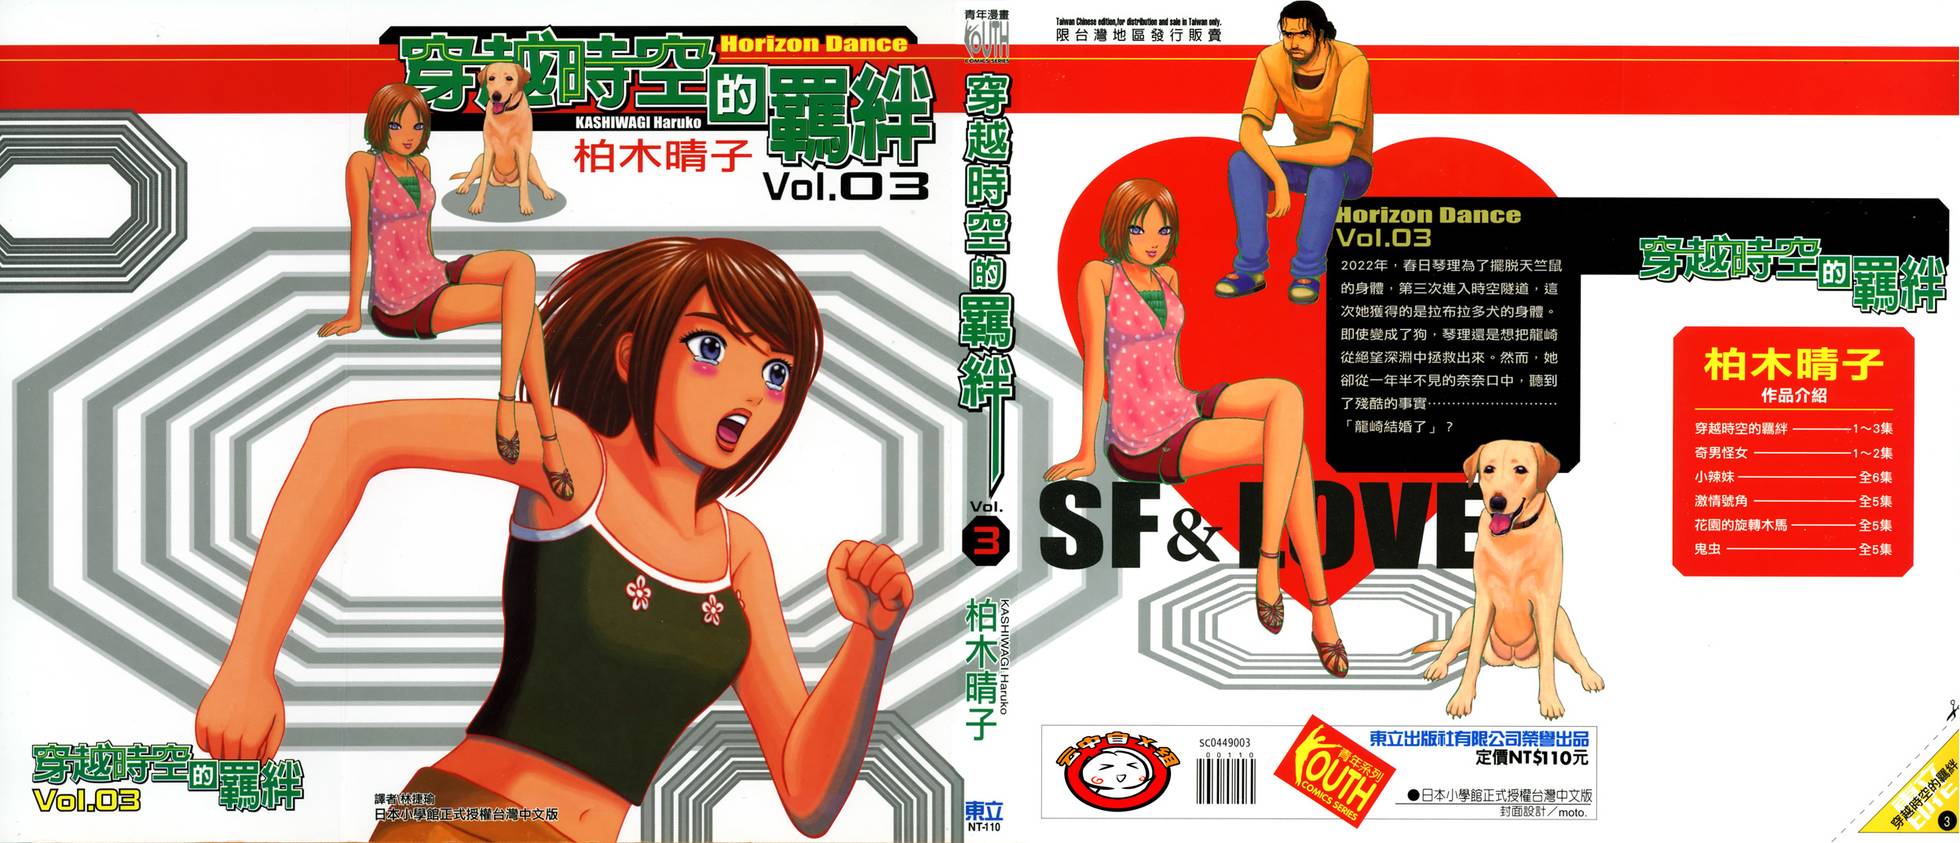 穿越時空的羈絆
Horizon Dance
KASHIWAGI Haruko
柏木晴子
Vol.03
穿越時空的羈絆
Vol.03
譯者/林捷瑜
日本小學館正式授權台灣中文版
青年漫畫
YOUTH
COMICS SERIES
穿越時空的羈絆
Vol.
3
柏木晴子
KASHIWAGI Haruko
東立
NT-110
Taiwan Chinese edition,for distribution and sale in Taiwan only.
限台灣地區發行販賣
Horizon Dance
Vol.03
2022年，春日琴理為了擺脱天竺鼠
的身體，第三次進入時空隧道，這
次她獲得的是拉布拉多犬的身體。
即使變成了狗，琴理還是想把龍崎
從絕望深淵中拯救出來。然而，她
卻從一年半不見的奈奈口中，聽到
了殘酷的事實…………………………
「龍崎結婚了」？
SF & LOVE
SC0449003
00110
青年系列
YOUTH
COMICS SERIES
東立出版社有限公司榮譽出品
定價NT$110元
●日本小學館正式授權台灣中文版
封面設計／moto.
穿越時空的羈絆
柏木晴子
作品介紹
穿越時空的羈絆 ──── 1～3集
奇男怪女 ──── 1～2集
小辣妹 ──── 全6集
激情號角 ──── 全5集
花園的旋轉木馬 ──── 全5集
鬼虫 ──── 全5集
穿越時空的羈絆
3